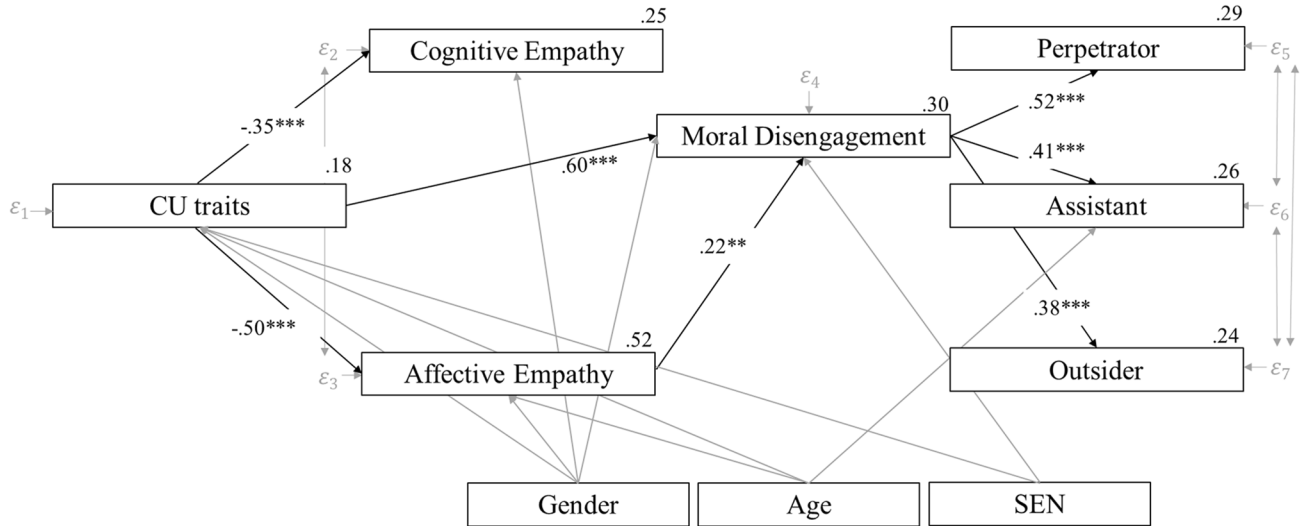 .25
.29
ε2
Cognitive Empathy
Perpetrator
ε5
ε4
-.35***
.30
.52***
Moral Disengagement
.18
.60***
.41***
.26
ε1
CU traits
Assistant
ε6
.22**
-.50***
.38***
.52
.24
ε3
Affective Empathy
Outsider
ε7
Gender
Age
SEN